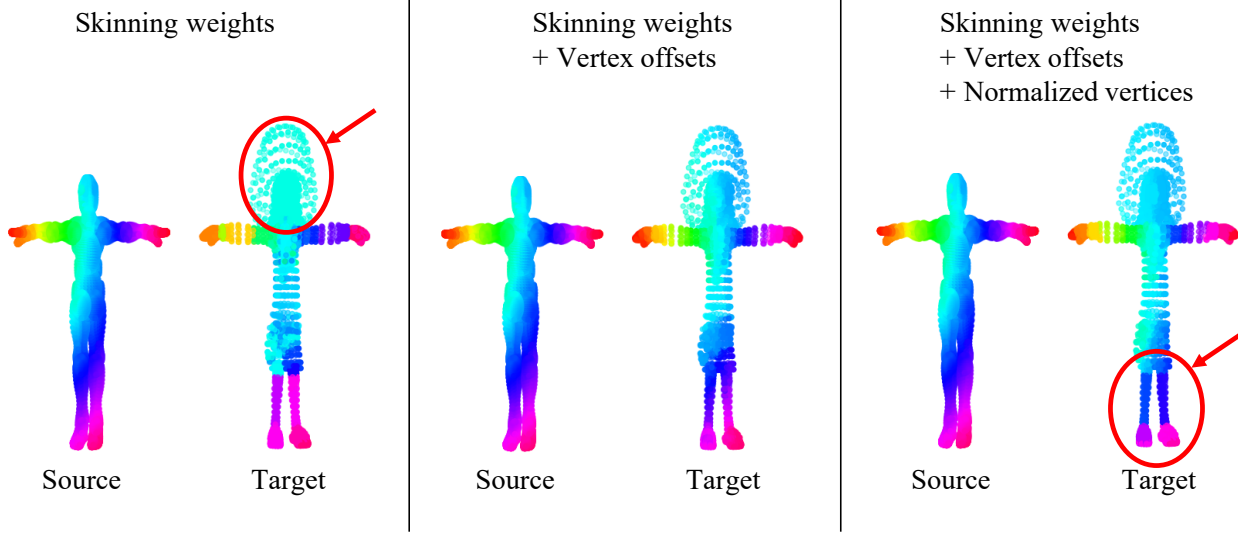 Skinning weights
Source
Target
Skinning weights
+ Vertex offsets
Source
Target
Skinning weights
+ Vertex offsets
+ Normalized vertices
Source
Target